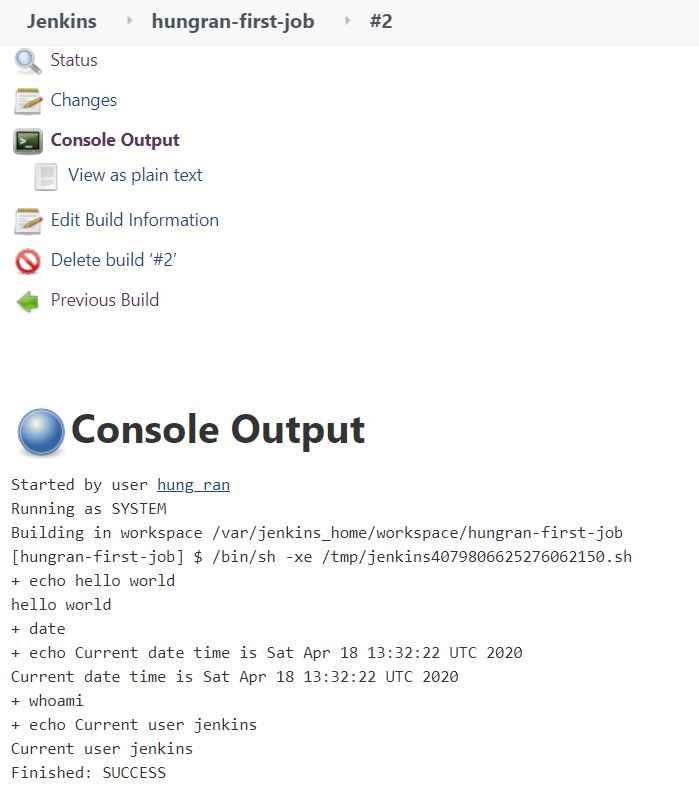 Jenkins hungran-first-job #2
Status
Changes
Console Output
View as plain text
Edit Build Information
Delete build ‘#2’
Previous Build
Console Output
Started by user hung ran
Running as SYSTEM
Building in workspace /var/jenkins_home/workspace/hungran-first-job
[hungran-first-job] $ /bin/sh -xe /tmp/jenkins4079806625276062150.sh
+ echo hello world
hello world
+ date
+ echo Current date time is Sat Apr 18 13:32:22 UTC 2020
Current date time is Sat Apr 18 13:32:22 UTC 2020
+ whoami
+ echo Current user jenkins
Current user jenkins
Finished: SUCCESS